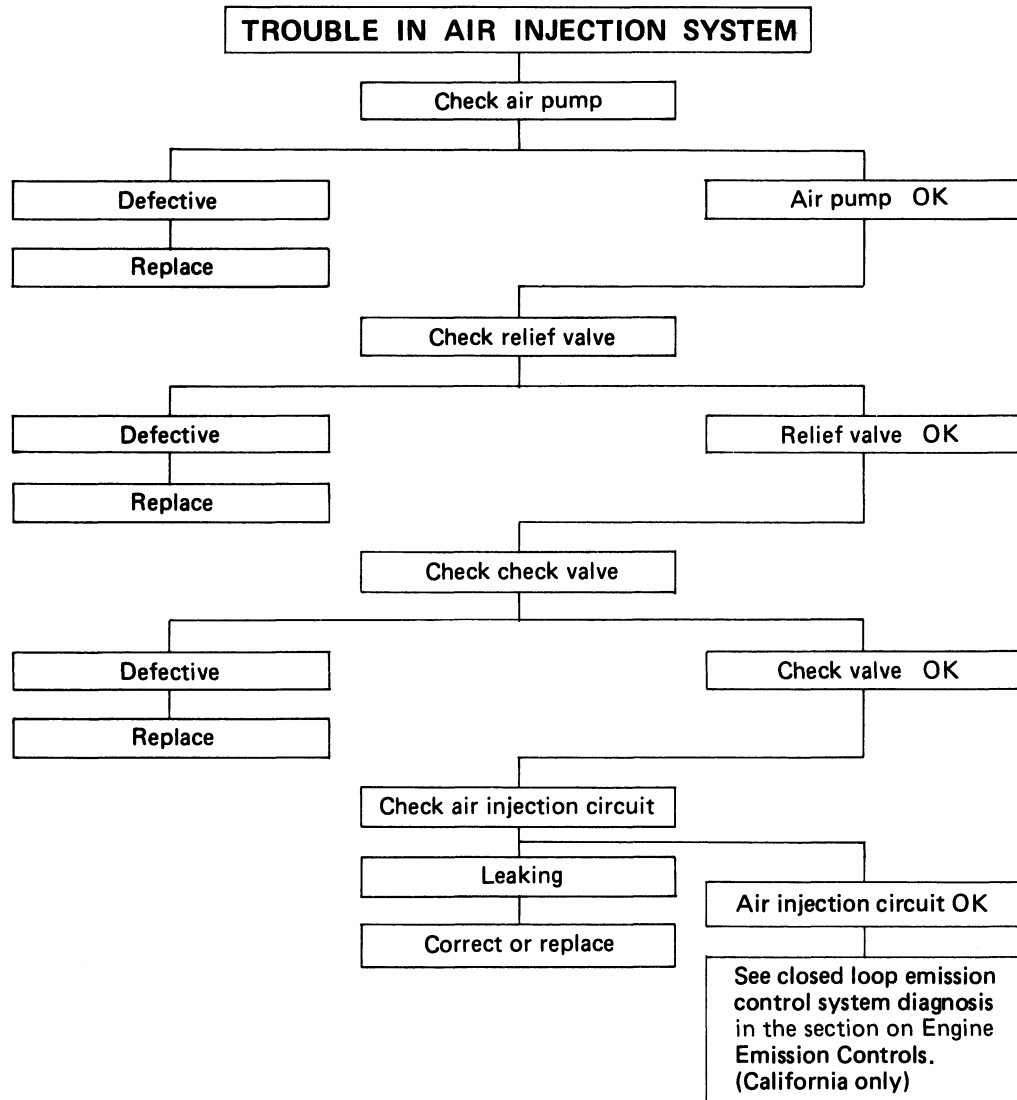 TROUBLE IN AIR INJECTION SYSTEM
Check air pump
Defective
Air pump OK
Replace
Check relief valve
Defective
Relief valve OK
Replace
Check check valve
Defective
Check valve OK
Replace
Check air injection circuit
Leaking
Air injection circuit OK
Correct or replace
See closed loop emission
control system diagnosis
in the section on Engine
Emission Controls.
(California only)